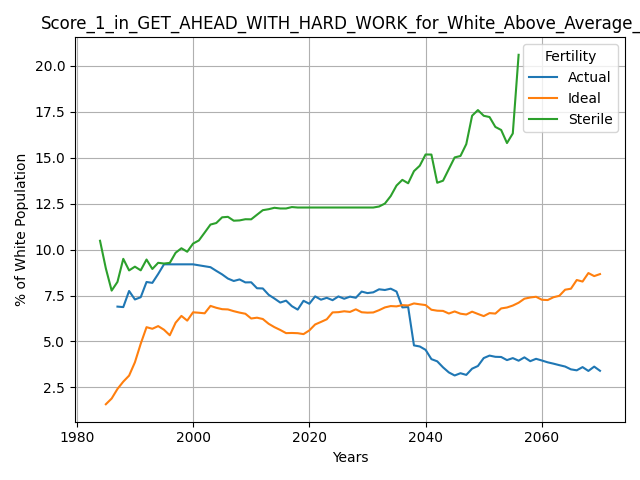 Score_1_in_GET_AHEAD_WITH_HARD_WORK_for_White_Above_Average_
Fertility
Actual
Ideal
Sterile
20.0
17.5
15.0
12.5
10.0
7.5
5.0
2.5
% of White Population
1980
2000
2020
2040
2060
Years